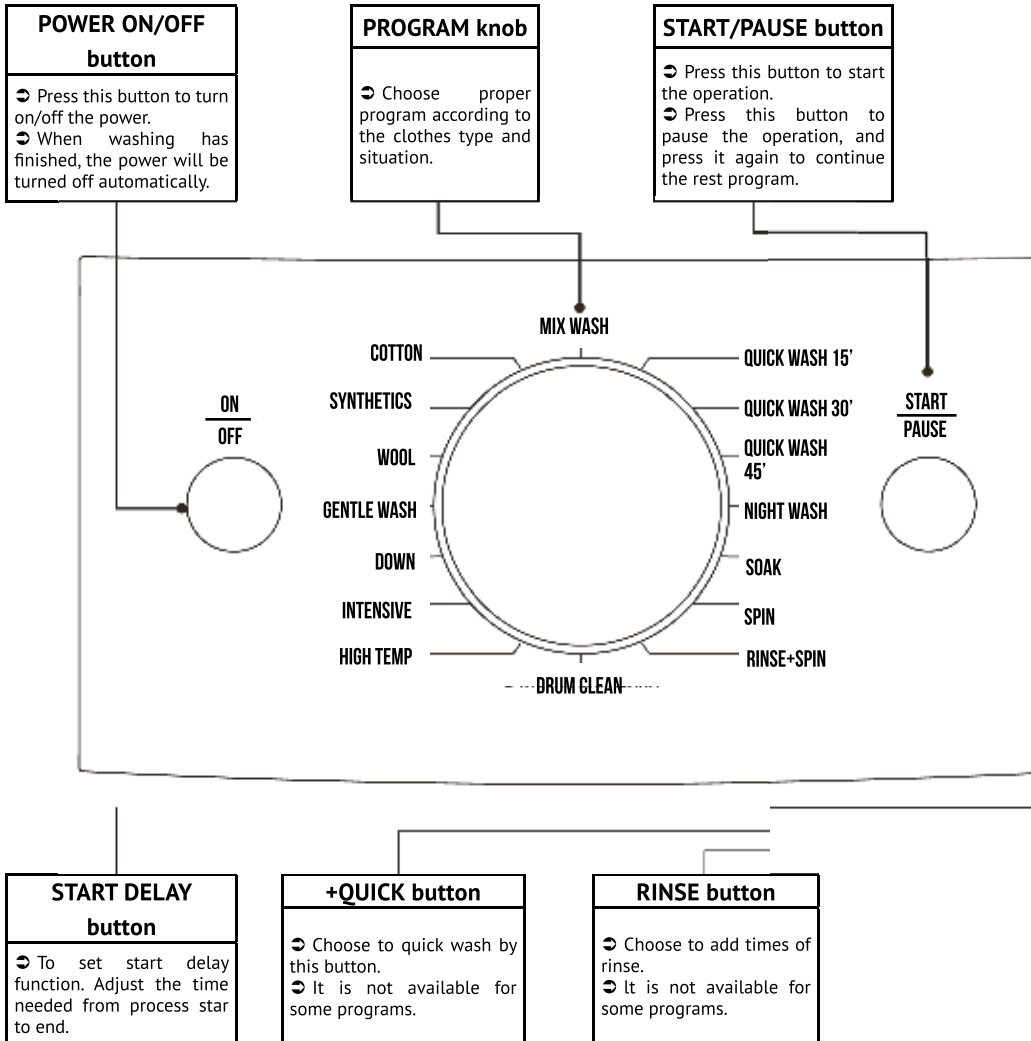 POWER ON/OFF
button
➲ Press this button to turn
on/off the power.
➲ When washing has
finished, the power will be
turned off automatically.
PROGRAM knob
➲ Choose proper
program according to
the clothes type and
situation.
START/PAUSE button
➲ Press this button to start
the operation.
➲ Press this button to
pause the operation, and
press it again to continue
the rest program.
ON
OFF
MIX WASH
COTTON
SYNTHETICS
WOOL
GENTLE WASH
DOWN
INTENSIVE
HIGH TEMP
DRUM CLEAN
QUICK WASH 15'
QUICK WASH 30'
QUICK WASH
45'
NIGHT WASH
SOAK
SPIN
RINSE+SPIN
START
PAUSE
START DELAY
button
➲ To set start delay
function. Adjust the time
needed from process star
to end.
+QUICK button
➲ Choose to quick wash by
this button.
➲ It is not available for
some programs.
RINSE button
➲ Choose to add times of
rinse.
➲ It is not available for
some programs.